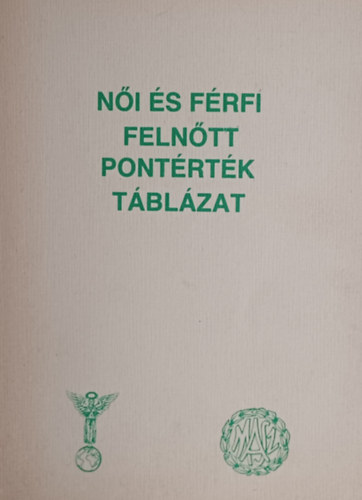 NŐI ÉS FÉRFI
FELNŐTT
PONTÉRTÉK
TÁBLÁZAT